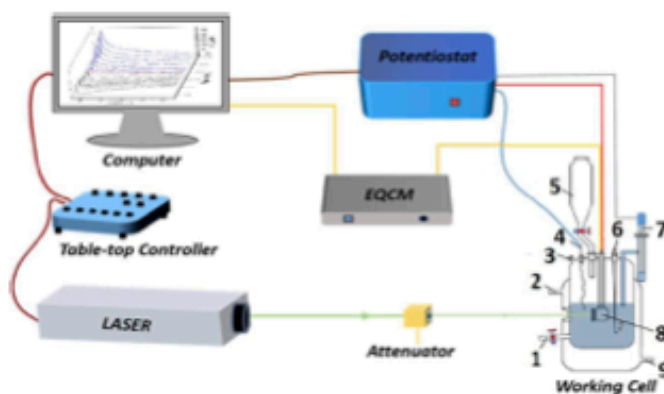 Potentiostat
Computer
EQCM
5
Table-top Controller
4
6
7
3
2
LASER
8
Attenuator
1
9
Working Cell